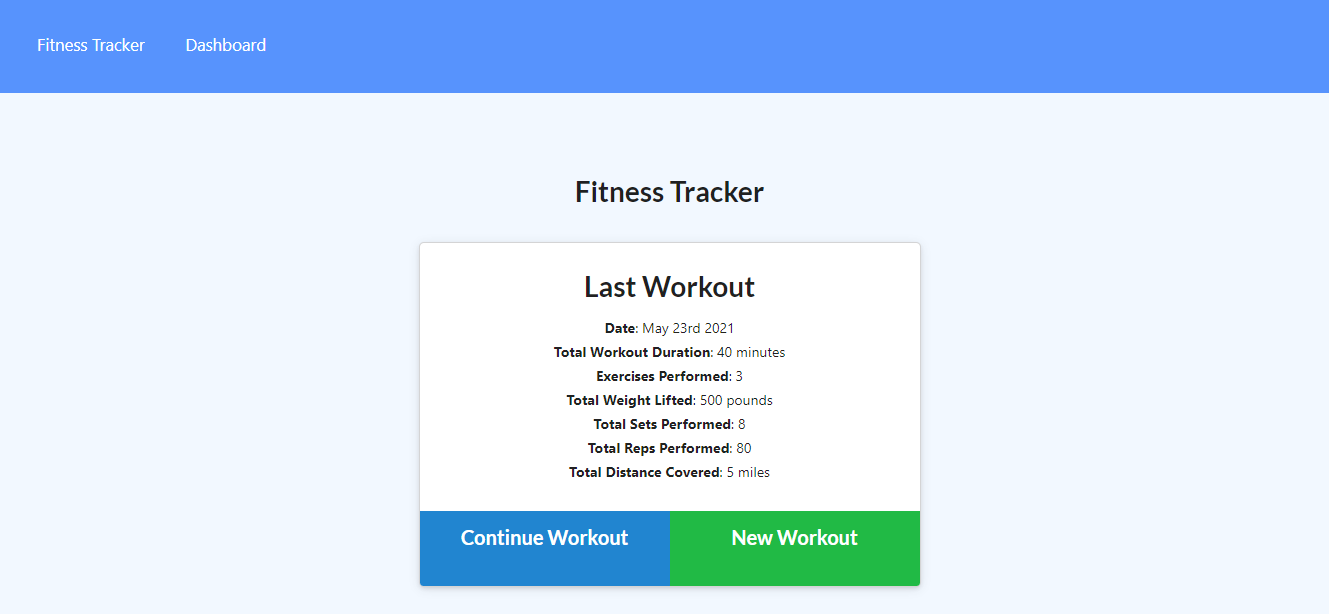 Fitness Tracker Dashboard
Fitness Tracker
Last Workout
Date: May 23rd 2021
Total Workout Duration: 40 minutes
Exercises Performed: 3
Total Weight Lifted: 500 pounds
Total Sets Performed: 8
Total Reps Performed: 80
Total Distance Covered: 5 miles
Continue Workout New Workout